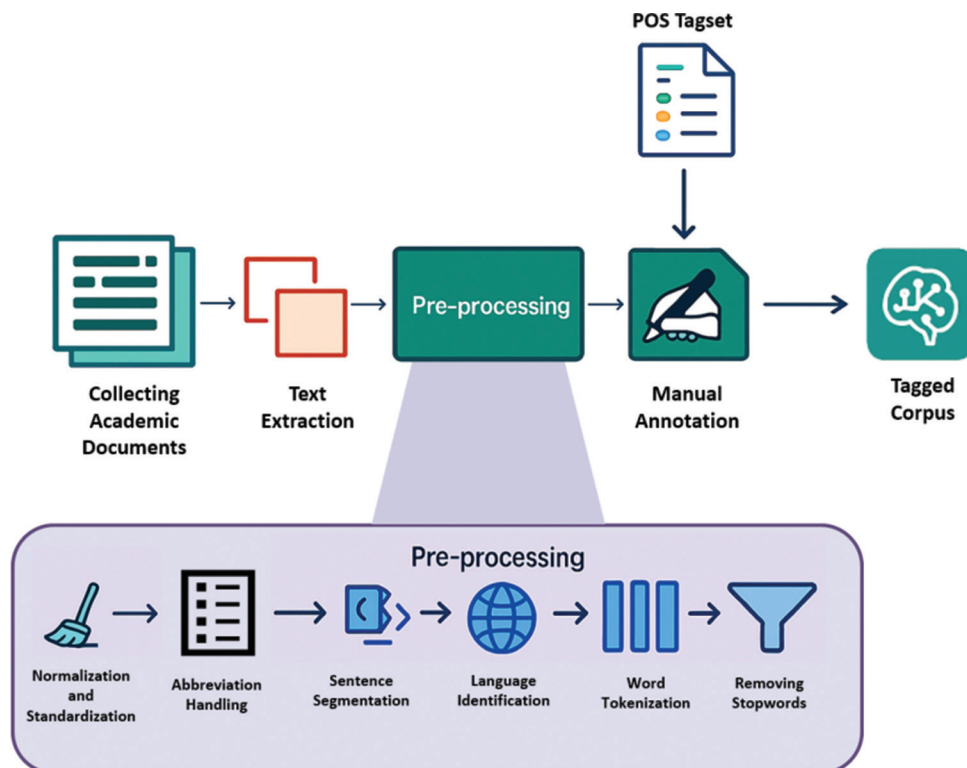 POS Tagset
Pre-processing
Collecting
Academic
Documents
Text
Extraction
Manual
Annotation
Tagged
Corpus
Pre-processing
Normalization
and
Standardization
Abbreviation
Handling
Sentence
Segmentation
Language
Identification
Word
Tokenization
Removing
Stopwords